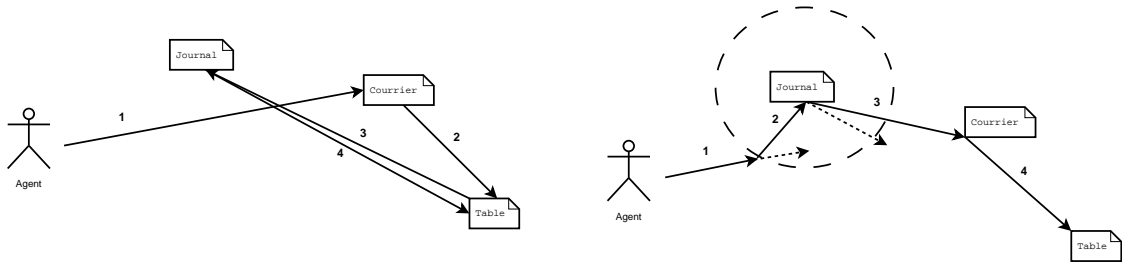 Journal
Courrier
1
2
3
4
Agent
Table
Journal
3
2
Courrier
1
4
Agent
Table